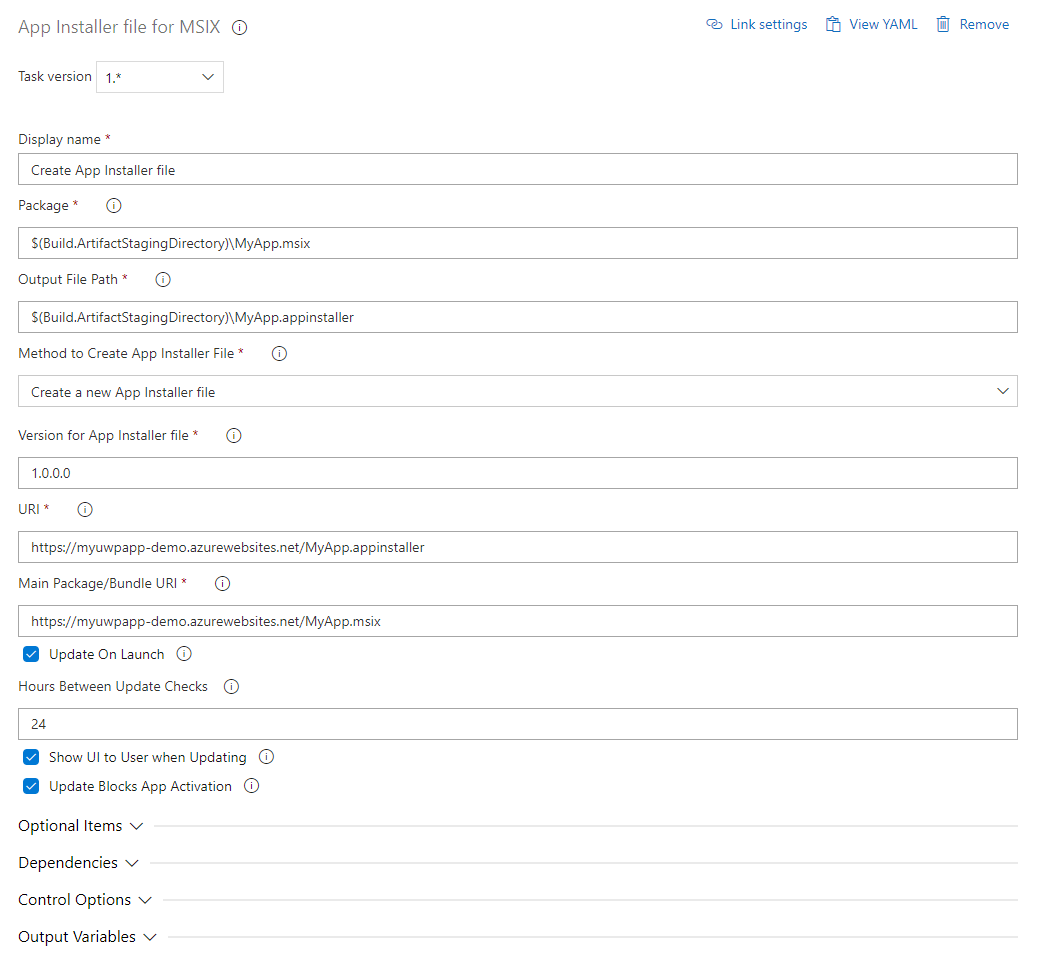 App Installer file for MSIX
Link settings View YAML Remove
Task version 1.*
Display name *
Create App Installer file
Package *
$(Build.ArtifactStagingDirectory)\MyApp.msix
Output File Path *
$(Build.ArtifactStagingDirectory)\MyApp.appinstaller
Method to Create App Installer File *
Create a new App Installer file
Version for App Installer file *
1.0.0.0
URI *
https://myuwpapp-demo.azurewebsites.net/MyApp.appinstaller
Main Package/Bundle URI *
https://myuwpapp-demo.azurewebsites.net/MyApp.msix
Update On Launch
Hours Between Update Checks
24
Show UI to User when Updating
Update Blocks App Activation
Optional Items
Dependencies
Control Options
Output Variables